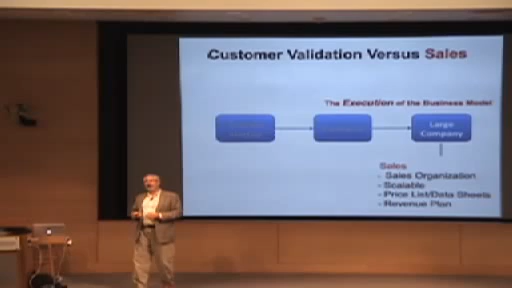 Customer Validation Versus Sales
The Execution of the Business Model
Large
Company
Sales
- Sales Organization
- Scalable
- Price List/Data Sheets
- Revenue Plan